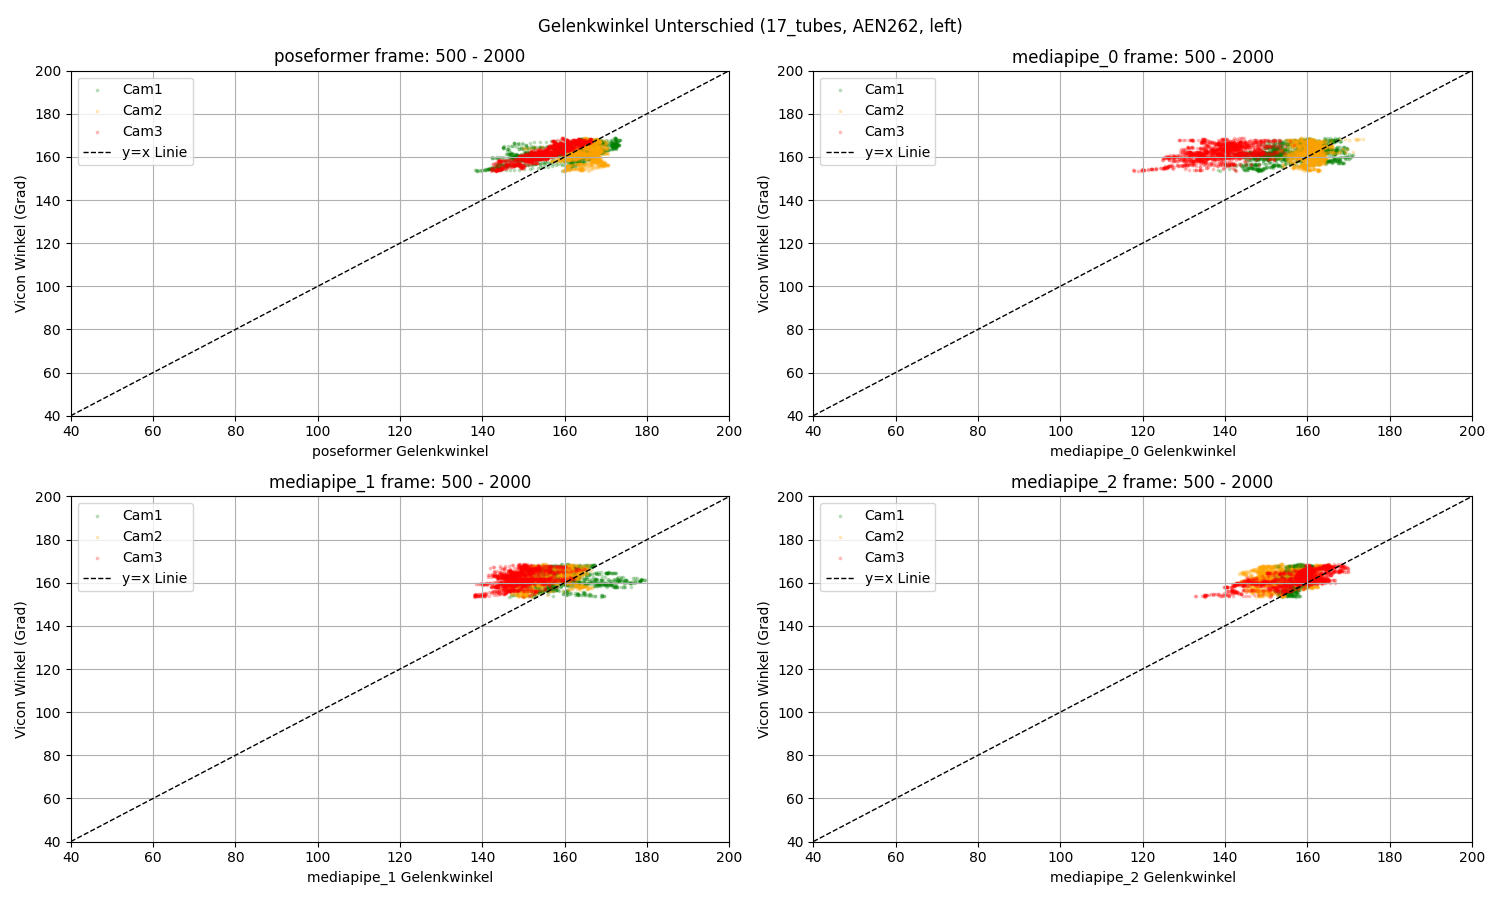 Gelenkwinkel Unterschied (17_tubes, AEN262, left)
poseformer frame: 500 - 2000
200
180
160
140
120
100
80
60
40
Vicon Winkel (Grad)
Cam1
Cam2
Cam3
y=x Linie
40 60 80 100 120 140 160 180 200
poseformer Gelenkwinkel
mediapipe_0 frame: 500 - 2000
200
180
160
140
120
100
80
60
40
Vicon Winkel (Grad)
Cam1
Cam2
Cam3
y=x Linie
40 60 80 100 120 140 160 180 200
mediapipe_0 Gelenkwinkel
mediapipe_1 frame: 500 - 2000
200
180
160
140
120
100
80
60
40
Vicon Winkel (Grad)
Cam1
Cam2
Cam3
y=x Linie
40 60 80 100 120 140 160 180 200
mediapipe_1 Gelenkwinkel
mediapipe_2 frame: 500 - 2000
200
180
160
140
120
100
80
60
40
Vicon Winkel (Grad)
Cam1
Cam2
Cam3
y=x Linie
40 60 80 100 120 140 160 180 200
mediapipe_2 Gelenkwinkel